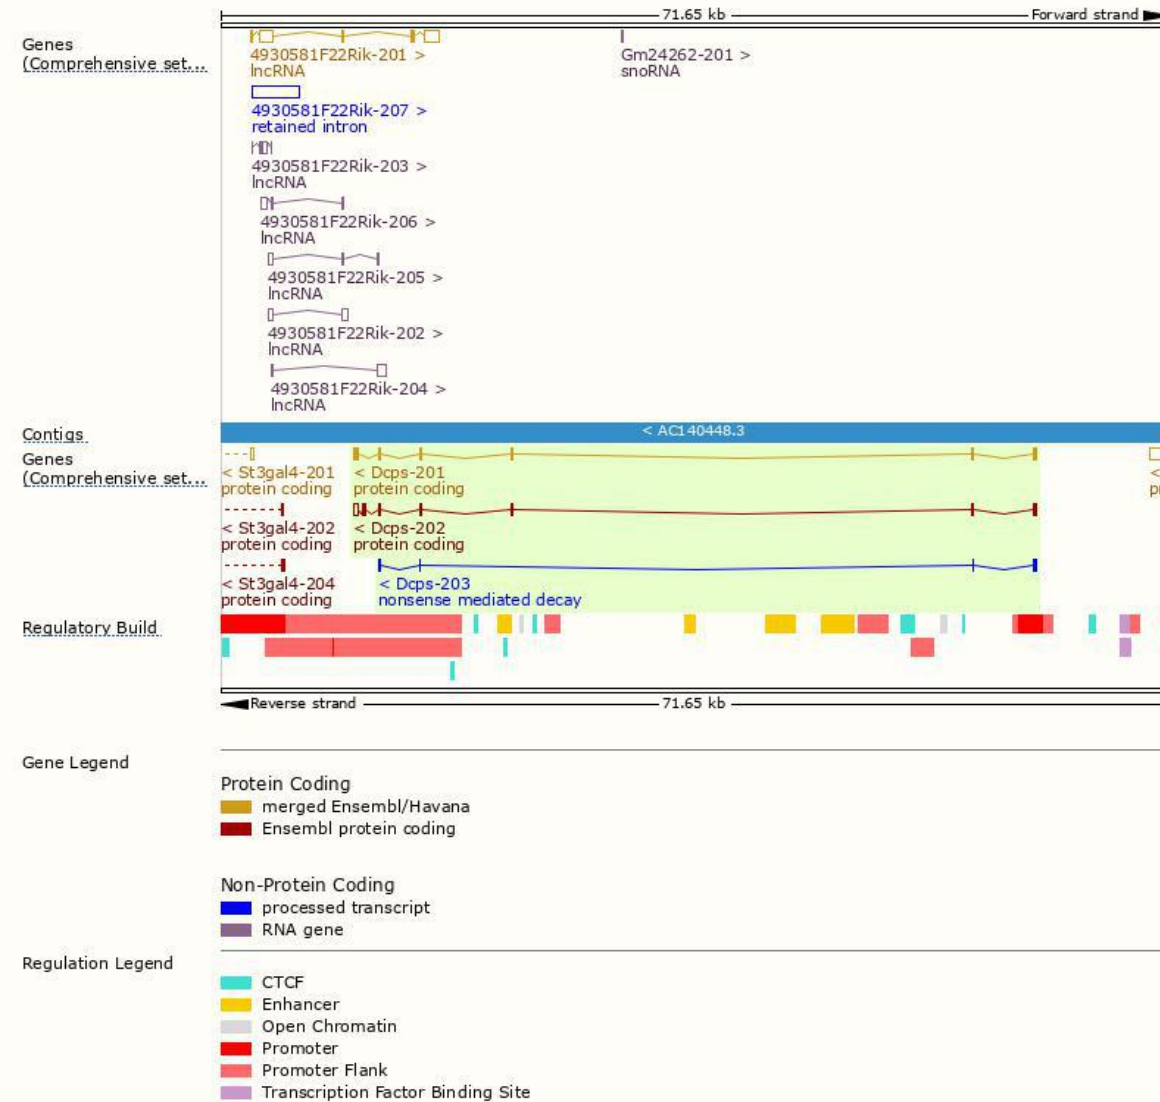 71.65 kb
Forward strand
Genes
(Comprehensive set...
4930581F22Rik-201 >
lncRNA
Gm24262-201 >
snoRNA
4930581F22Rik-207 >
retained intron
4930581F22Rik-203 >
lncRNA
4930581F22Rik-206 >
lncRNA
4930581F22Rik-205 >
lncRNA
4930581F22Rik-202 >
lncRNA
4930581F22Rik-204 >
lncRNA
Contigs
< AC140448.3
Genes
(Comprehensive set...
< St3gal4-201
protein coding
< Dcps-201
protein coding
<
< St3gal4-202
protein coding
< Dcps-202
protein coding
< St3gal4-204
protein coding
< Dcps-203
nonsense mediated decay
Regulatory Build
Reverse strand
71.65 kb
Gene Legend
Protein Coding
merged Ensembl/Havana
Ensembl protein coding
Non-Protein Coding
processed transcript
RNA gene
Regulation Legend
CTCF
Enhancer
Open Chromatin
Promoter
Promoter Flank
Transcription Factor Binding Site